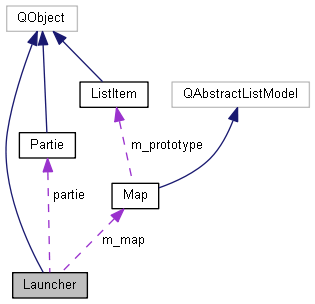 QObject
ListItem
QAbstractListModel
Partie
m_prototype
partie
Map
m_map
Launcher